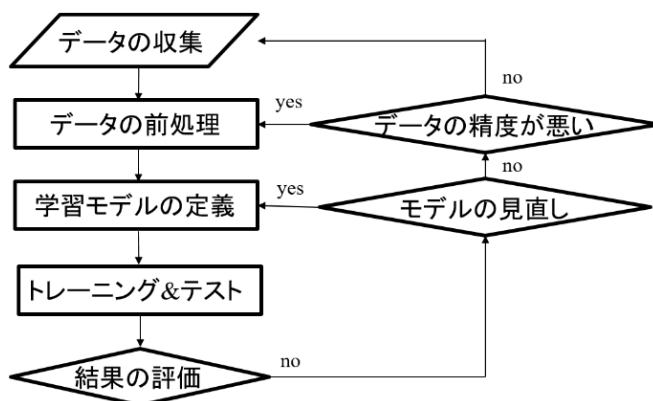 データの収集
no
yes
データの前処理
データの精度が悪い
no
yes
学習モデルの定義
モデルの見直し
トレーニング&テスト
no
結果の評価